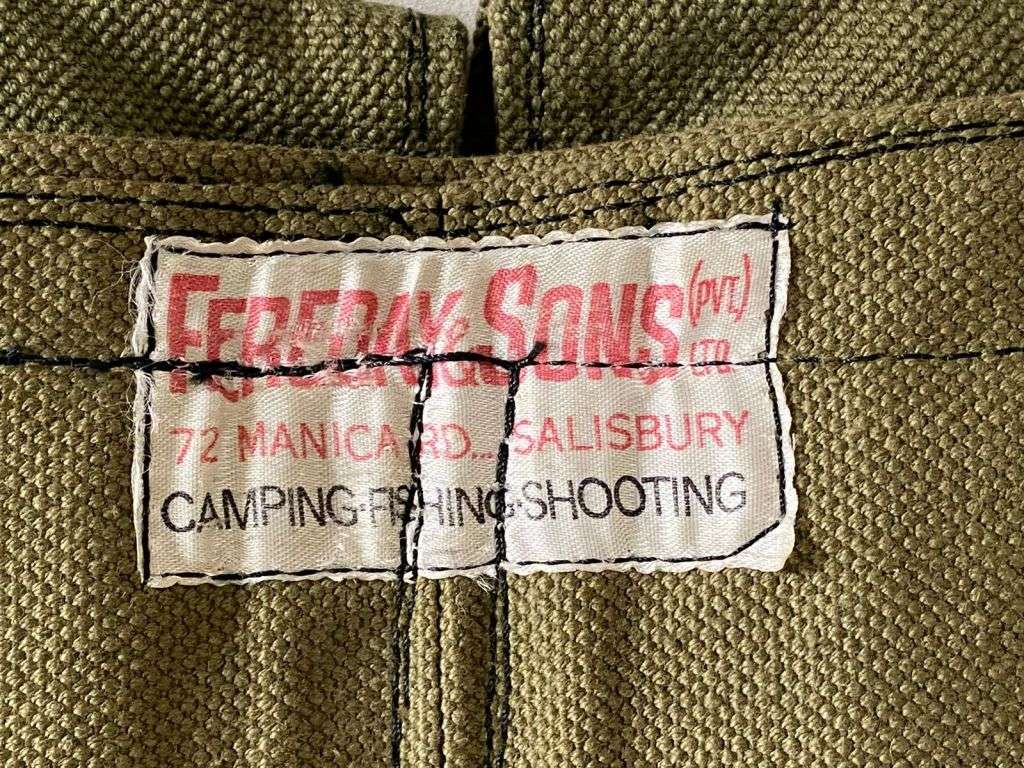 FEREDAY & SONS (PVT.) LTD.
72 MANICA RD... SALISBURY
CAMPING·FISHING·SHOOTING